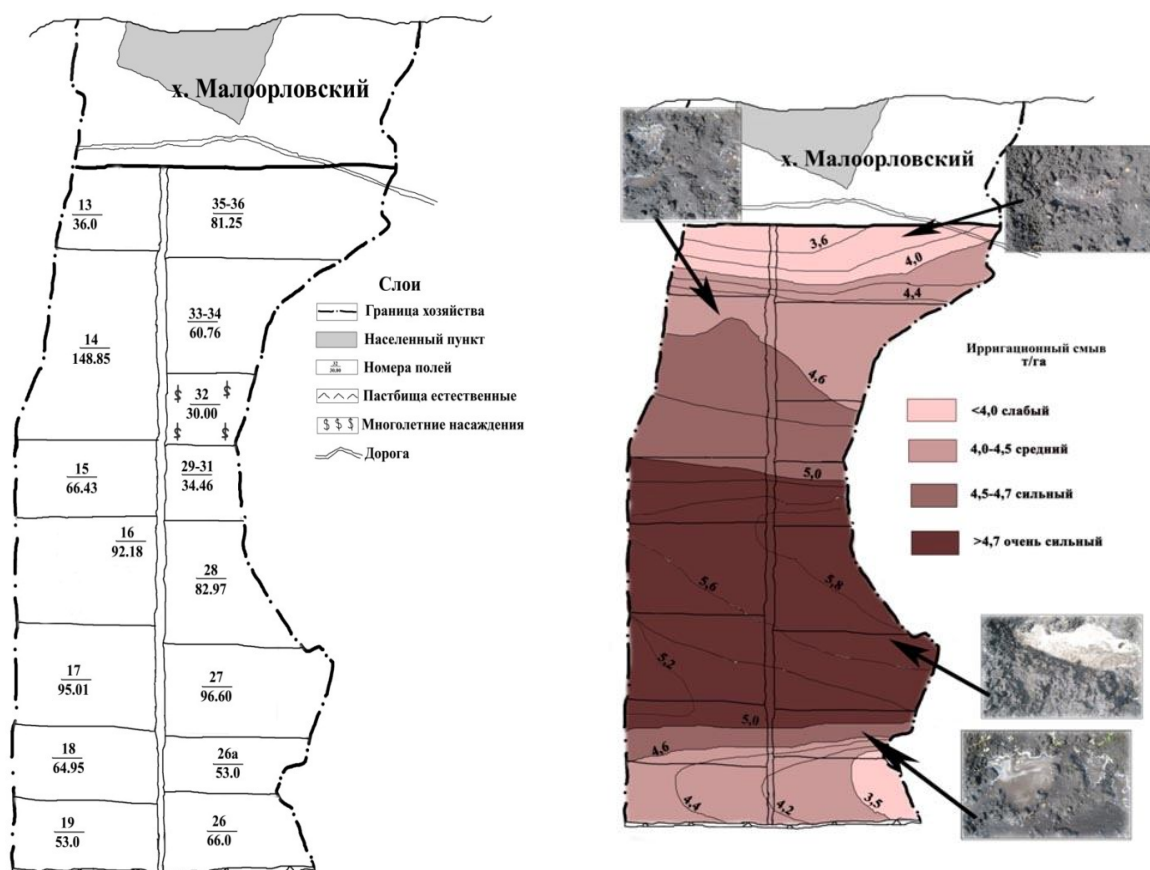 х. Малоорловский
13
36.0
35-36
81.25
14
148.85
33-34
60.76
32
30.00
15
66.43
29-31
34.46
16
92.18
28
82.97
17
95.01
27
96.60
18
64.95
26а
53.0
19
53.0
26
66.0
Слои
Граница хозяйства
Населенный пункт
Номера полей
Пастбища естественные
Многолетние насаждения
Дорога
х. Малоорловский
3,6
4,0
4,4
4,6
5,0
5,6
5,8
5,2
5,0
4,6
4,4
4,2
3,5
Ирригационный смыв
т/га
<4,0 слабый
4,0-4,5 средний
4,5-4,7 сильный
>4,7 очень сильный